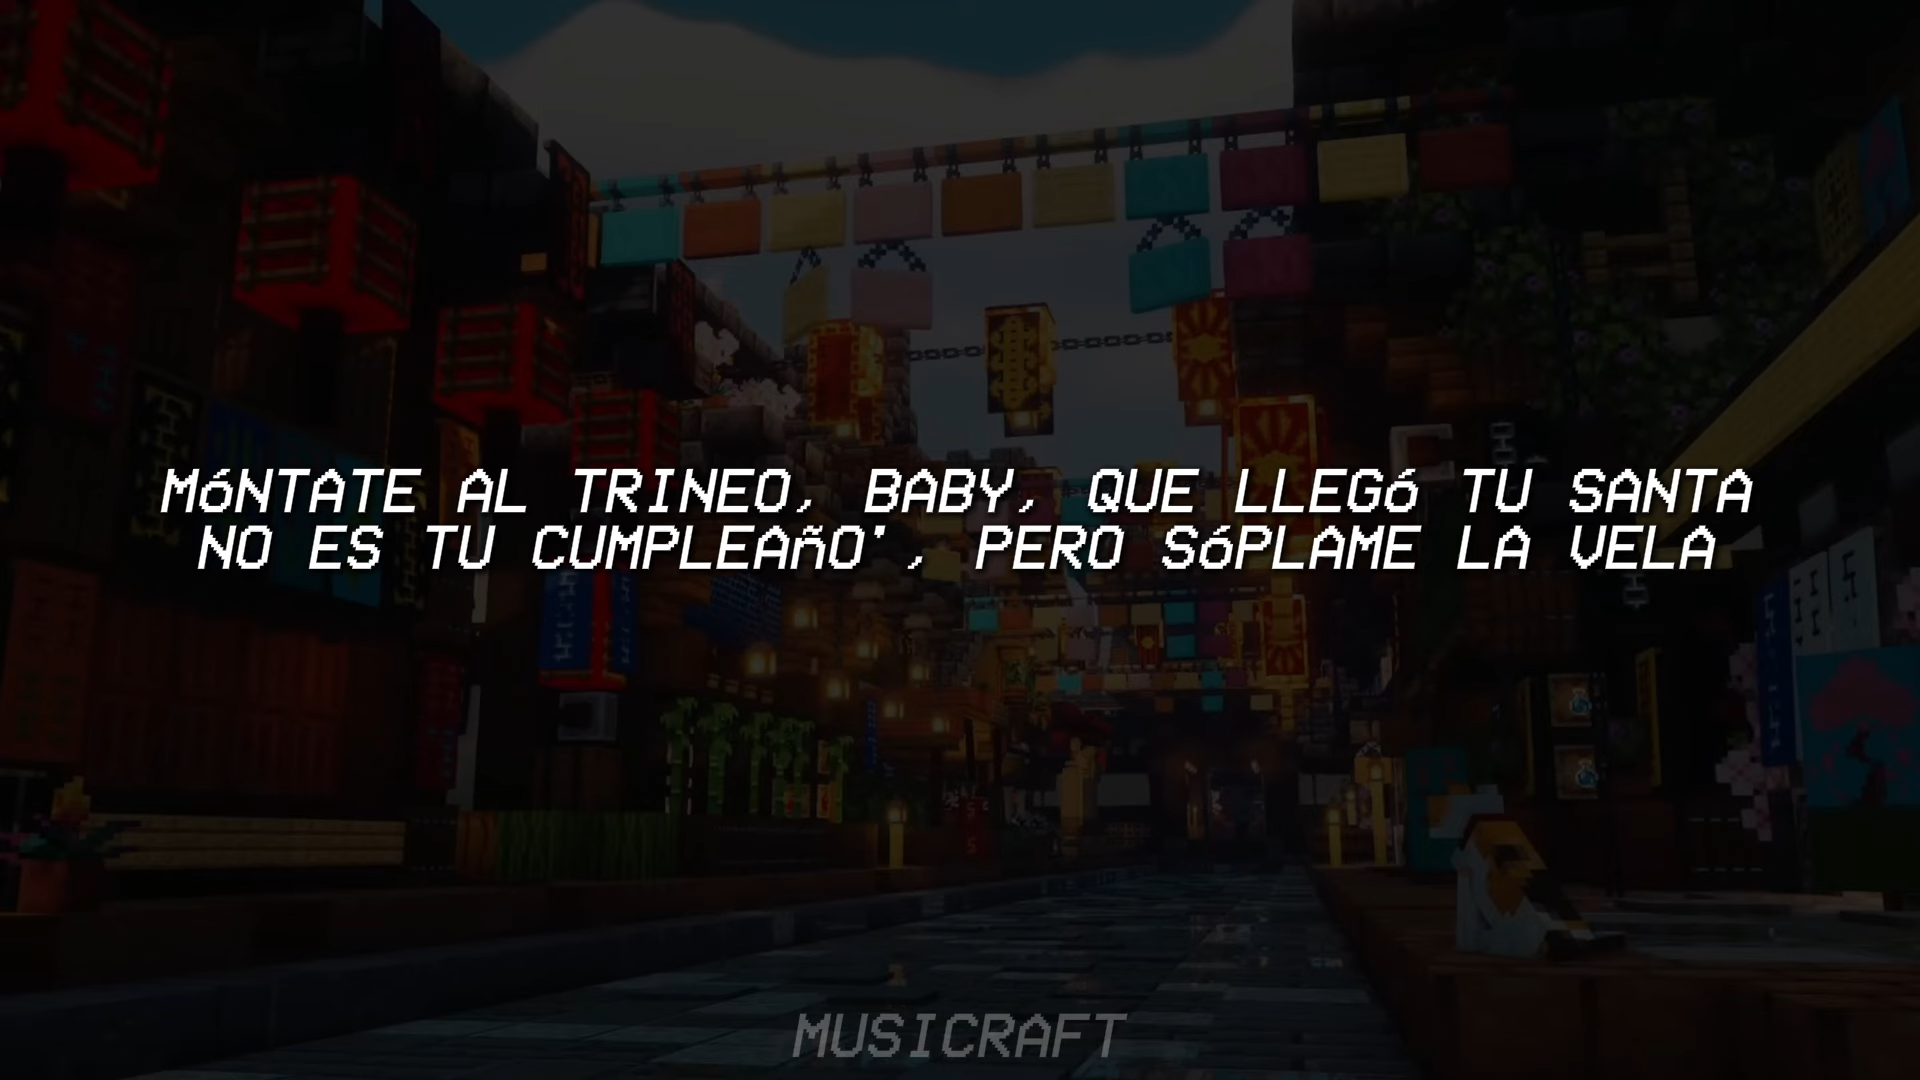 MóNTATE AL TRINEO, BABY, QUE LLEGó TU SANTA
NO ES TU CUMPLEAñO', PERO SóPLAME LA VELA
MUSICRAFT